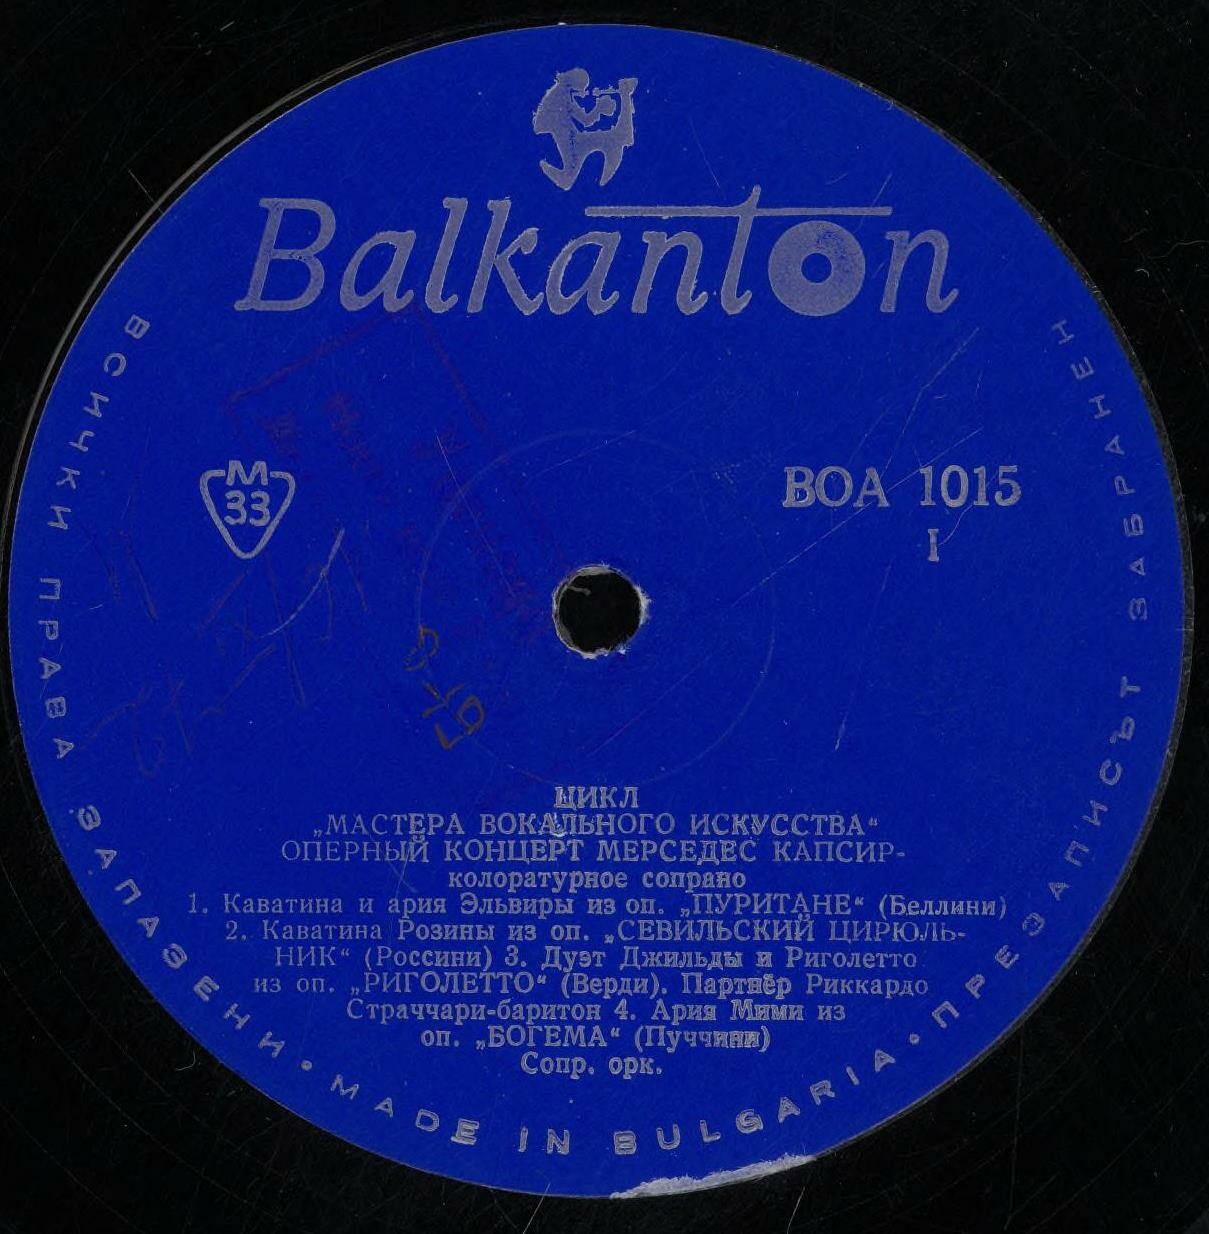 Balkanton
M
33
ВОА 1015
I
ЦИКЛ
„МАСТЕРА ВОКАЛЬНОГО ИСКУССТВА“
ОПЕРНЫЙ КОНЦЕРТ МЕРСЕДЕС КАПСИР-
колоратурное сопрано
1. Каватина и ария Эльвиры из оп. „ПУРИТАНЕ“ (Беллини)
2. Каватина Розины из оп. „СЕВИЛЬСКИЙ ЦИРЮЛЬ-
НИК“ (Россини) 3. Дуэт Джильды и Риголетто
из оп. „РИГОЛЕТТО“ (Верди). Партнёр Риккардо
Страччари-баритон 4. Ария Мими из
оп. „БОГЕМА“ (Пуччини)
Сопр. орк.
ВСИЧКИ ПРАВА ЗАПАЗЕНИ • MADE IN BULGARIA • ПРЕЗАПИСЪТ ЗАБРАНЕН